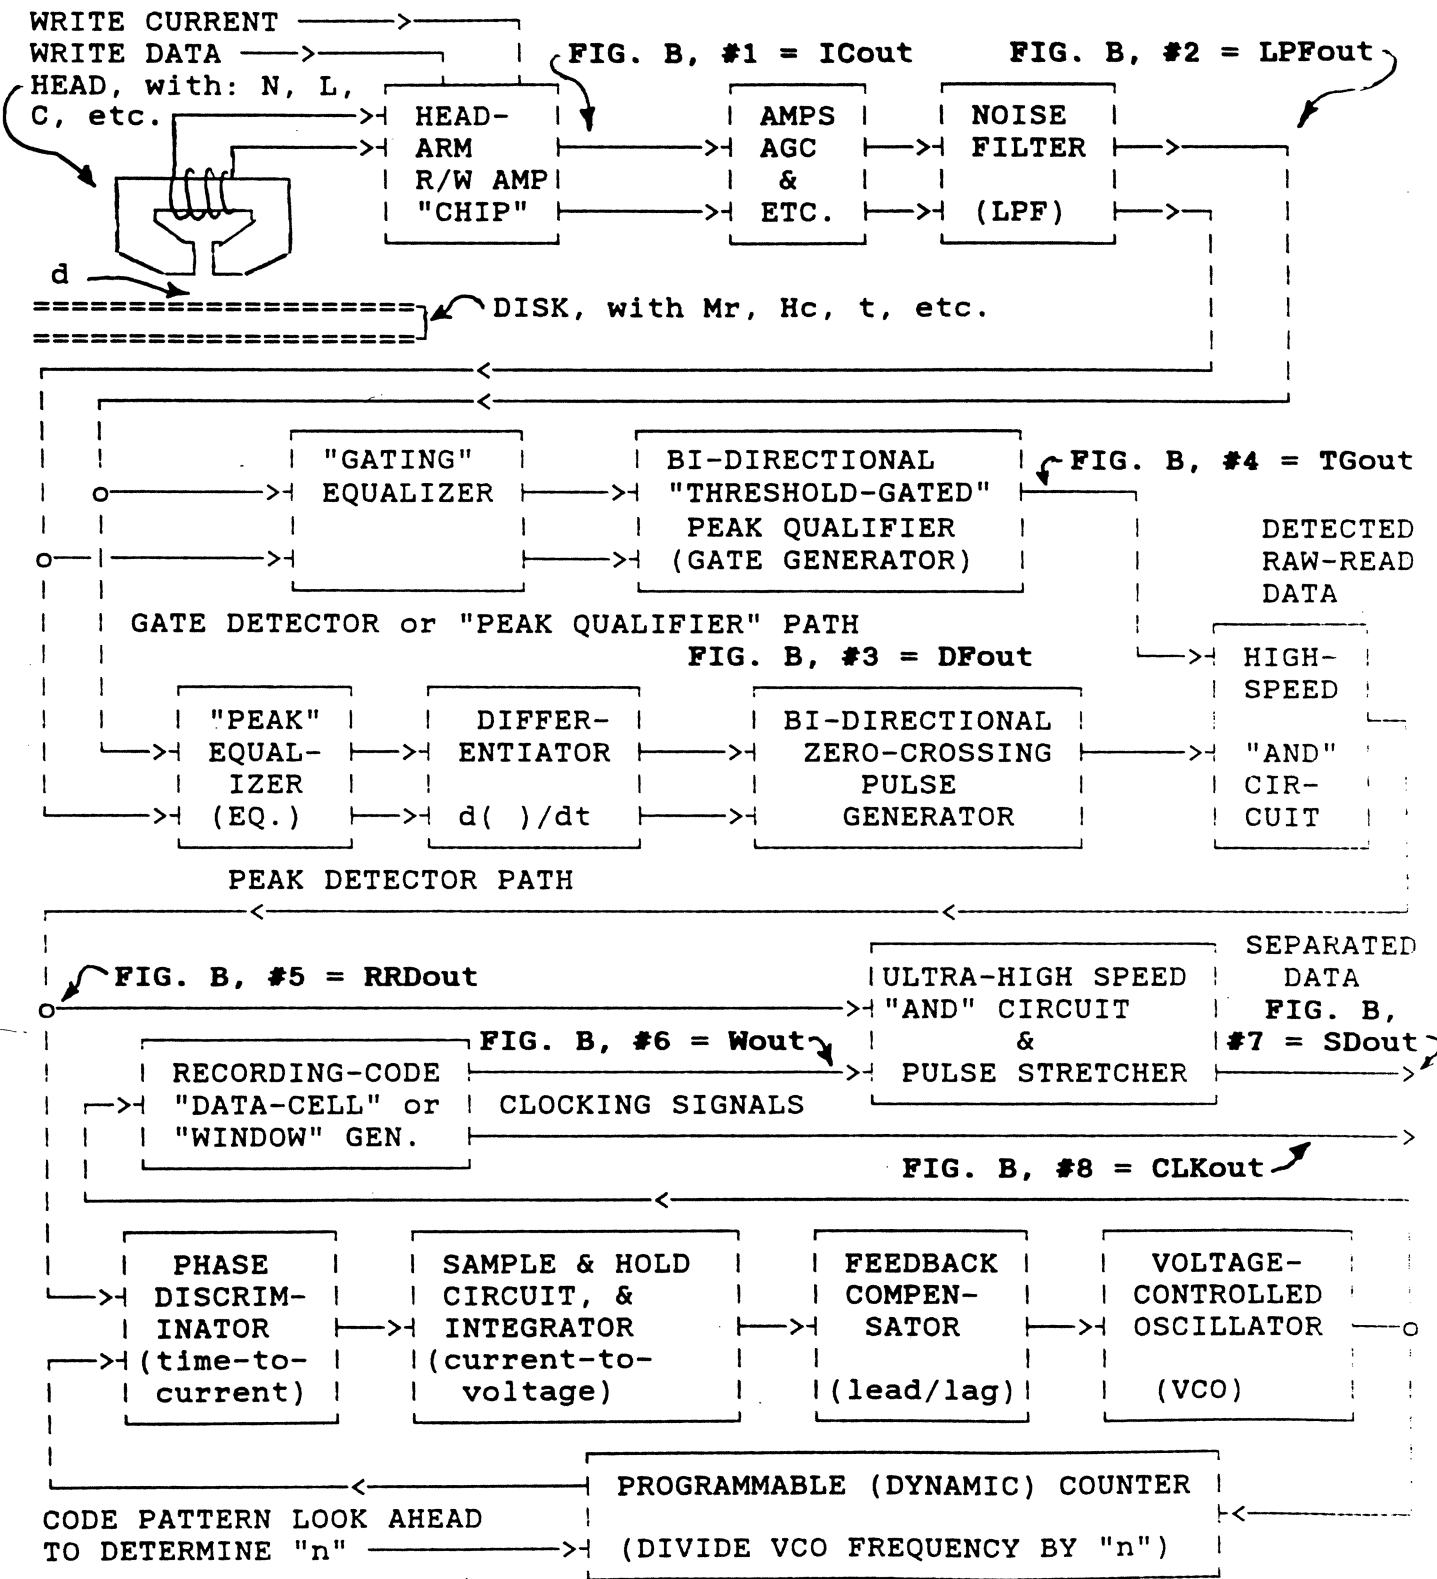 WRITE CURRENT
WRITE DATA
FIG. B, #1 = ICout
FIG. B, #2 = LPFout
HEAD, with: N, L,
C, etc.
HEAD-
ARM
R/W AMP
"CHIP"
AMPS
AGC
&
ETC.
NOISE
FILTER
(LPF)
d
DISK, with Mr, Hc, t, etc.
"GATING"
EQUALIZER
BI-DIRECTIONAL
"THRESHOLD-GATED"
PEAK QUALIFIER
(GATE GENERATOR)
FIG. B, #4 = TGout
DETECTED
RAW-READ
DATA
GATE DETECTOR or "PEAK QUALIFIER" PATH
FIG. B, #3 = DFout
"PEAK"
EQUAL-
IZER
(EQ.)
DIFFER-
ENTIATOR
d( )/dt
BI-DIRECTIONAL
ZERO-CROSSING
PULSE
GENERATOR
HIGH-
SPEED
"AND"
CIR-
CUIT
PEAK DETECTOR PATH
FIG. B, #5 = RRDout
ULTRA-HIGH SPEED
"AND" CIRCUIT
&
PULSE STRETCHER
SEPARATED
DATA
FIG. B,
#7 = SDout
FIG. B, #6 = Wout
RECORDING-CODE
"DATA-CELL" or
"WINDOW" GEN.
CLOCKING SIGNALS
FIG. B, #8 = CLKout
PHASE
DISCRIM-
INATOR
(time-to-
current)
SAMPLE & HOLD
CIRCUIT, &
INTEGRATOR
(current-to-
voltage)
FEEDBACK
COMPEN-
SATOR
(lead/lag)
VOLTAGE-
CONTROLLED
OSCILLATOR
(VCO)
PROGRAMMABLE (DYNAMIC) COUNTER
(DIVIDE VCO FREQUENCY BY "n")
CODE PATTERN LOOK AHEAD
TO DETERMINE "n"